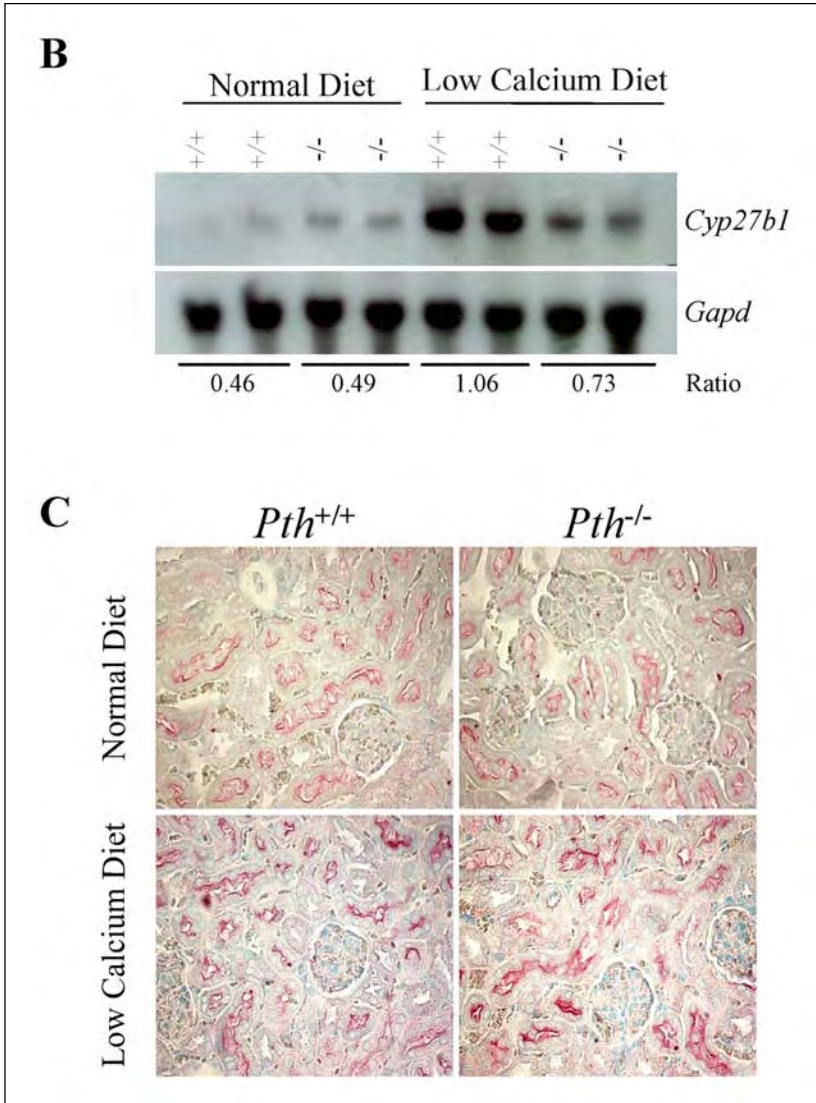 B
Normal Diet Low Calcium Diet
+/+ +/+ -/- -/- +/+ +/+ -/- -/-
Cyp27b1
Gapd
0.46 0.49 1.06 0.73 Ratio
C
Pth+/+ Pth-/-
Normal Diet
Low Calcium Diet